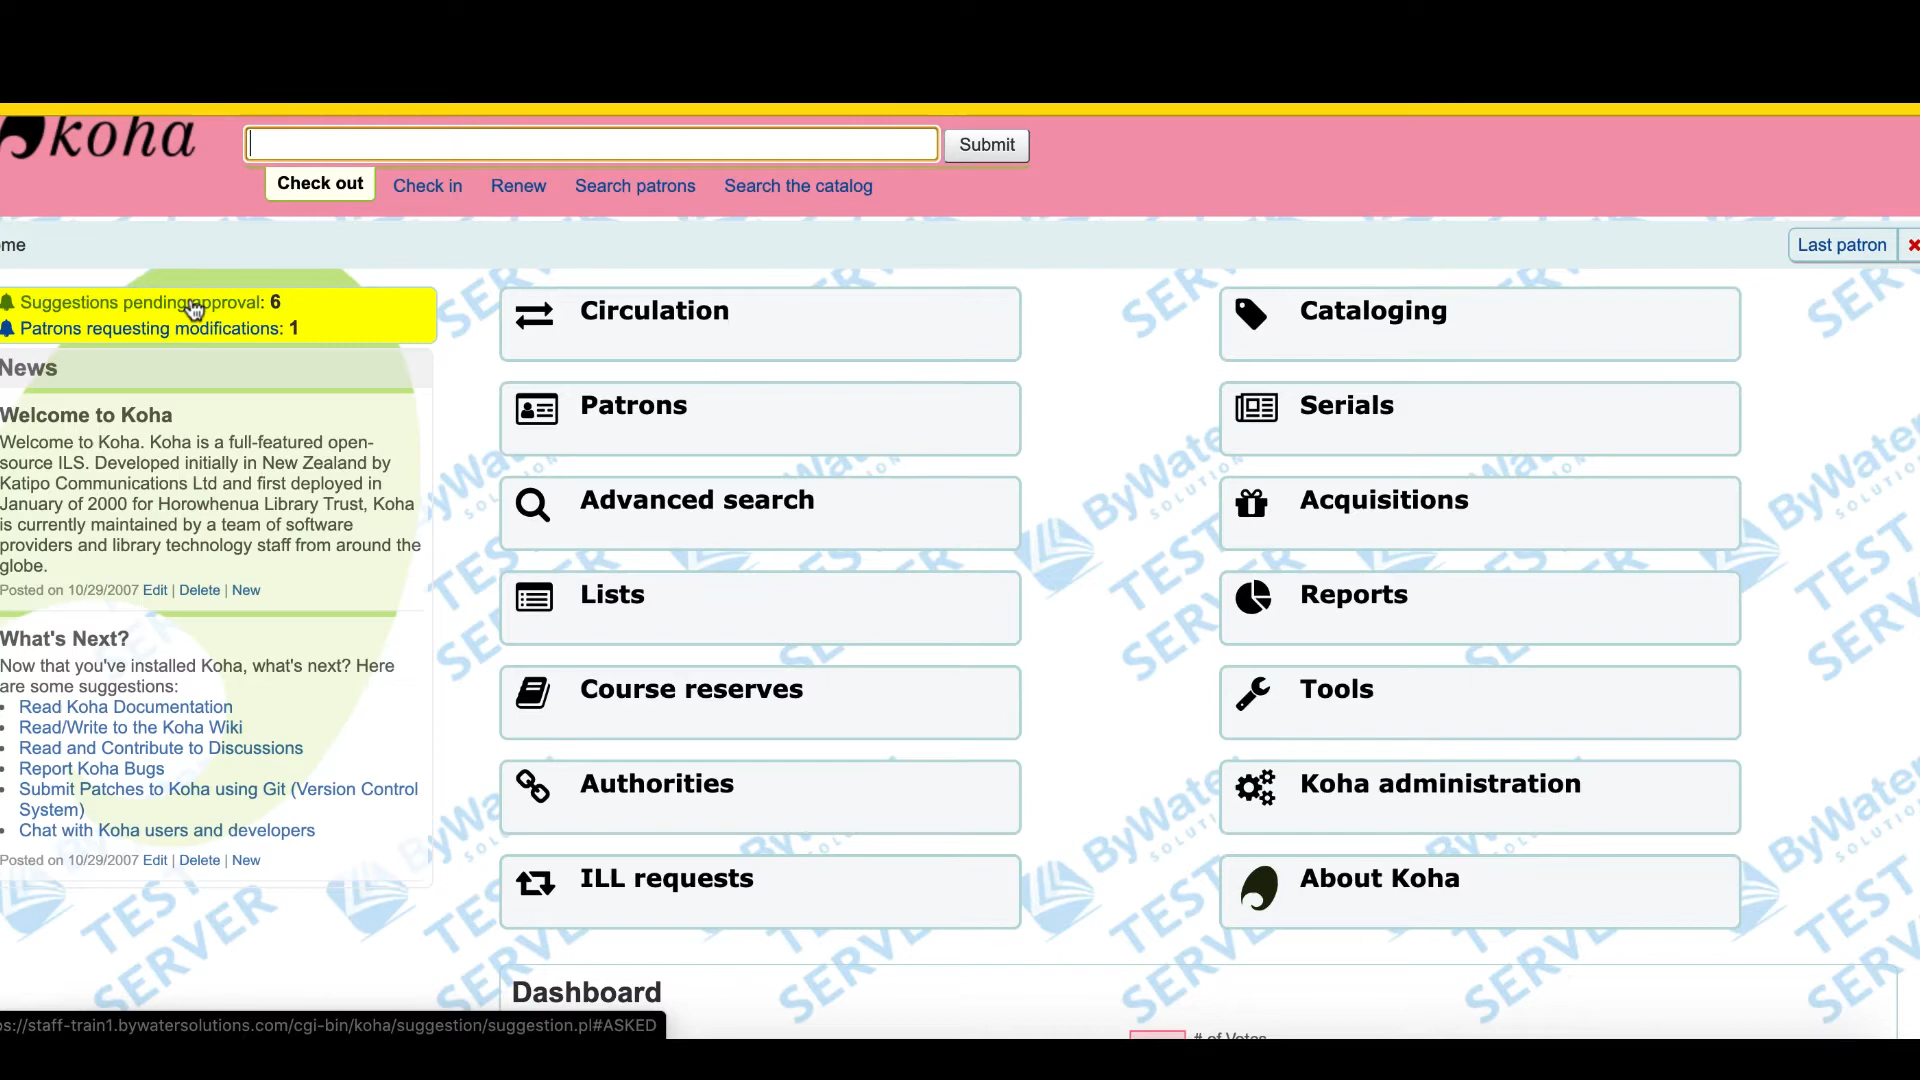 koha
Submit
Check out
Check in
Renew
Search patrons
Search the catalog
me
Last patron
Suggestions pending approval: 6
Patrons requesting modifications: 1
News
Welcome to Koha
Welcome to Koha. Koha is a full-featured open-
source ILS. Developed initially in New Zealand by
Katipo Communications Ltd and first deployed in
January of 2000 for Horowhenua Library Trust, Koha
is currently maintained by a team of software
providers and library technology staff from around the
globe.
Posted on 10/29/2007 Edit | Delete | New
What's Next?
Now that you've installed Koha, what's next? Here
are some suggestions:
Read Koha Documentation
Read/Write to the Koha Wiki
Read and Contribute to Discussions
Report Koha Bugs
Submit Patches to Koha using Git (Version Control
System)
Chat with Koha users and developers
Posted on 10/29/2007 Edit | Delete | New
Circulation
Patrons
Advanced search
Lists
Course reserves
Authorities
ILL requests
Cataloging
Serials
Acquisitions
Reports
Tools
Koha administration
About Koha
Dashboard
# of Votes
ps://staff-train1.bywatersolutions.com/cgi-bin/koha/suggestion/suggestion.pl#ASKED
ByWater
SOLUTIONS
TEST
SERVER